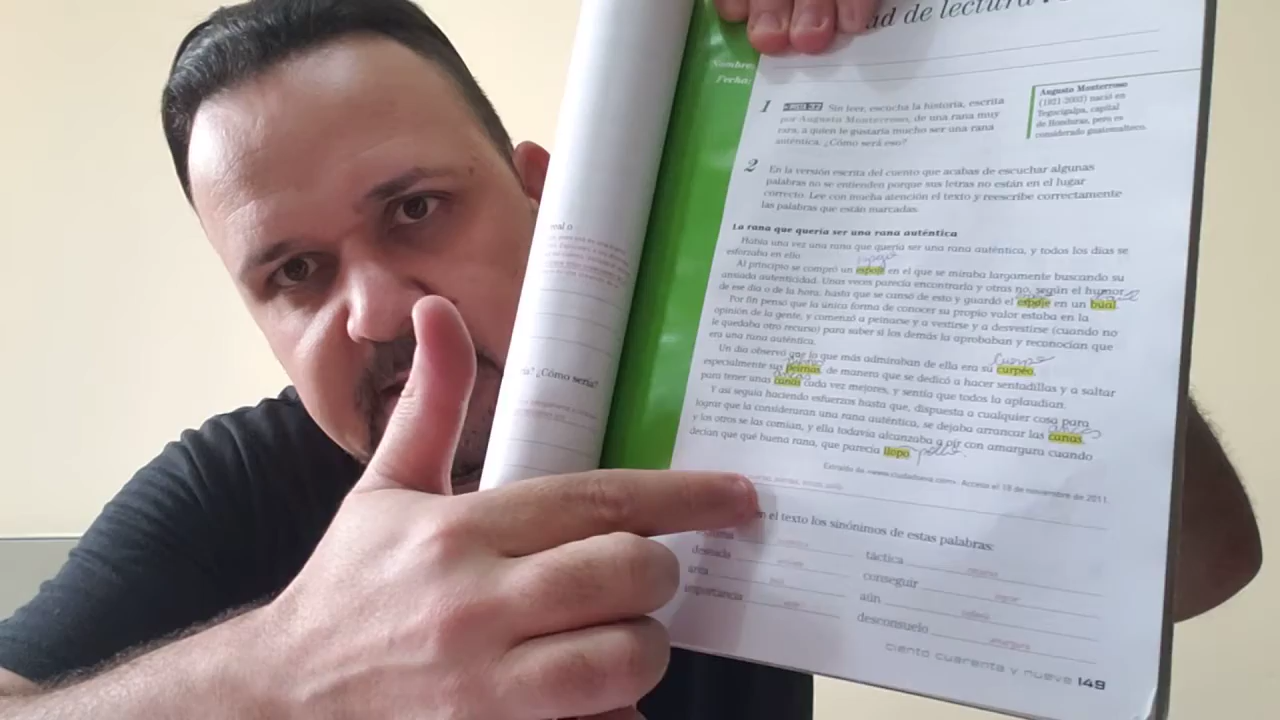 ad de lectura
Nombre:
Fecha:
1 Sin leer, escucha la historia, escrita
por Augusto Monterroso, de una rana muy
rara, a quien le gustaría mucho ser una rana
auténtica. ¿Cómo será eso?
Augusto Monterroso
(1921-2003) nació en
Tegucigalpa, capital
de Honduras, pero es
considerado guatemalteco.
2 En la versión escrita del cuento que acabas de escuchar algunas
palabras no se entienden porque sus letras no están en el lugar
correcto. Lee con mucha atención el texto y reescribe correctamente
las palabras que están marcadas.
La rana que quería ser una rana auténtica
Había una vez una rana que quería ser una rana auténtica, y todos los días se
esforzaba en ello.
Al principio se compró un espoje en el que se miraba largamente buscando su
ansiada autenticidad. Unas veces parecía encontrarla y otras no, según el humor
de ese día o de la hora, hasta que se cansó de esto y guardó el espoje en un bual.
Por fin pensó que la única forma de conocer su propio valor estaba en la
opinión de la gente, y comenzó a peinarse y a vestirse y a desvestirse (cuando no
le quedaba otro recurso) para saber si los demás la aprobaban y reconocían que
era una rana auténtica.
Un día observó que lo que más admiraban de ella era su
cuerpo
curpeo,
especialmente sus peirnas, de manera que se dedicó a hacer sentadillas y a saltar
para tener unas canas cada vez mejores, y sentía que todos la aplaudían.
Y así seguía haciendo esfuerzos hasta que, dispuesta a cualquier cosa para
lograr que la consideraran una rana auténtica, se dejaba arrancar las canas,
y los otros se las comían, y ella todavía alcanzaba a oír con amargura cuando
decían que qué buena rana, que parecía llopo pollo.
Extraído de Acceso el 18 de noviembre de 2011.
en el texto los sinónimos de estas palabras:
deseada
importancia
táctica
conseguir
aún
desconsuelo
amargura
real o
¿Cómo sería?
ciento cuarenta y nueve 149